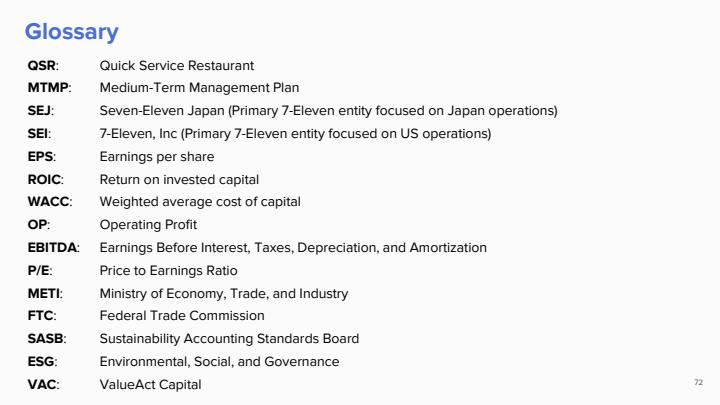 Glossary
QSR: Quick Service Restaurant
MTMP: Medium-Term Management Plan
SEJ: Seven-Eleven Japan (Primary 7-Eleven entity focused on Japan operations)
SEI: 7-Eleven, Inc (Primary 7-Eleven entity focused on US operations)
EPS: Earnings per share
ROIC: Return on invested capital
WACC: Weighted average cost of capital
OP: Operating Profit
EBITDA: Earnings Before Interest, Taxes, Depreciation, and Amortization
P/E: Price to Earnings Ratio
METI: Ministry of Economy, Trade, and Industry
FTC: Federal Trade Commission
SASB: Sustainability Accounting Standards Board
ESG: Environmental, Social, and Governance
VAC: ValueAct Capital
72